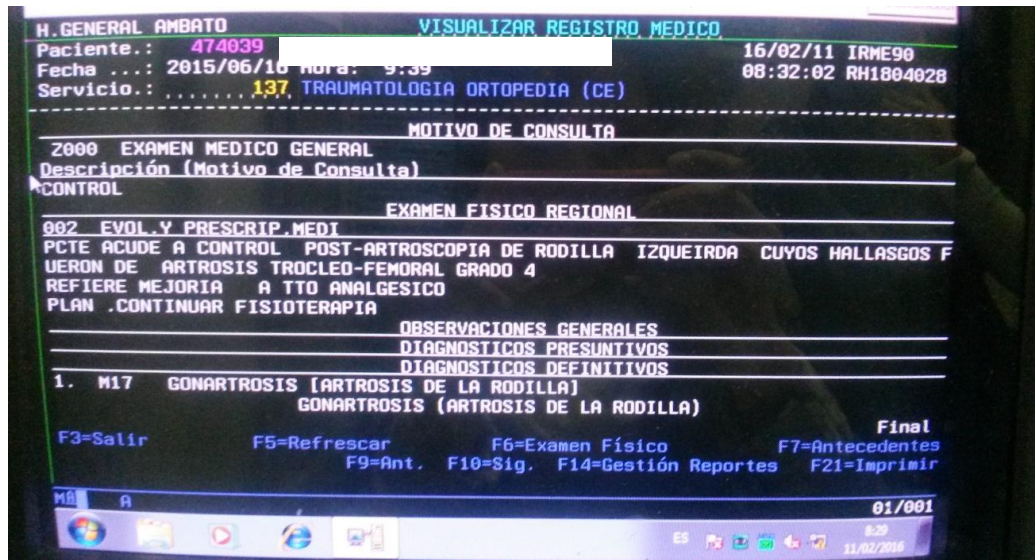 H.GENERAL AMBATO VISUALIZAR REGISTRO MEDICO
Paciente.: 474039 16/02/11 IRME90
Fecha ...: 2015/06/16 Hora: 9:39 08:32:02 RH1804028
Servicio.: ........137. TRAUMATOLOGIA ORTOPEDIA (CE)
MOTIVO DE CONSULTA
Z000 EXAMEN MEDICO GENERAL
Descripción (Motivo de Consulta)
CONTROL
EXAMEN FISICO REGIONAL
002 EVOL.Y PRESCRIP.MEDI
PCTE ACUDE A CONTROL POST-ARTROSCOPIA DE RODILLA IZQUEIRDA CUYOS HALLASGOS F
UERON DE ARTROSIS TROCLEO-FEMORAL GRADO 4
REFIERE MEJORIA A TTO ANALGESICO
PLAN .CONTINUAR FISIOTERAPIA
OBSERVACIONES GENERALES
DIAGNOSTICOS PRESUNTIVOS
DIAGNOSTICOS DEFINITIVOS
1. M17 GONARTROSIS [ARTROSIS DE LA RODILLA]
GONARTROSIS (ARTROSIS DE LA RODILLA)
Final
F3=Salir F5=Refrescar F6=Examen Físico F7=Antecedentes
F9=Ant. F10=Sig. F14=Gestión Reportes F21=Imprimir
MA A 01/001
ES 8:29
11/02/2016